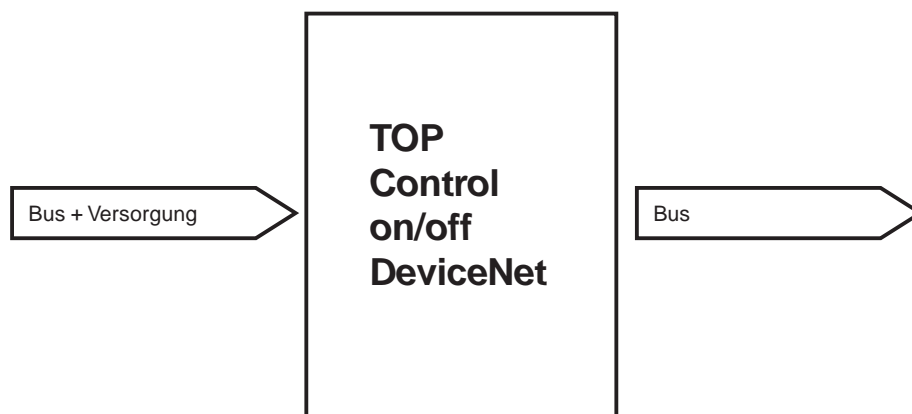 TOP
Control
on/off
DeviceNet
Bus + Versorgung
Bus